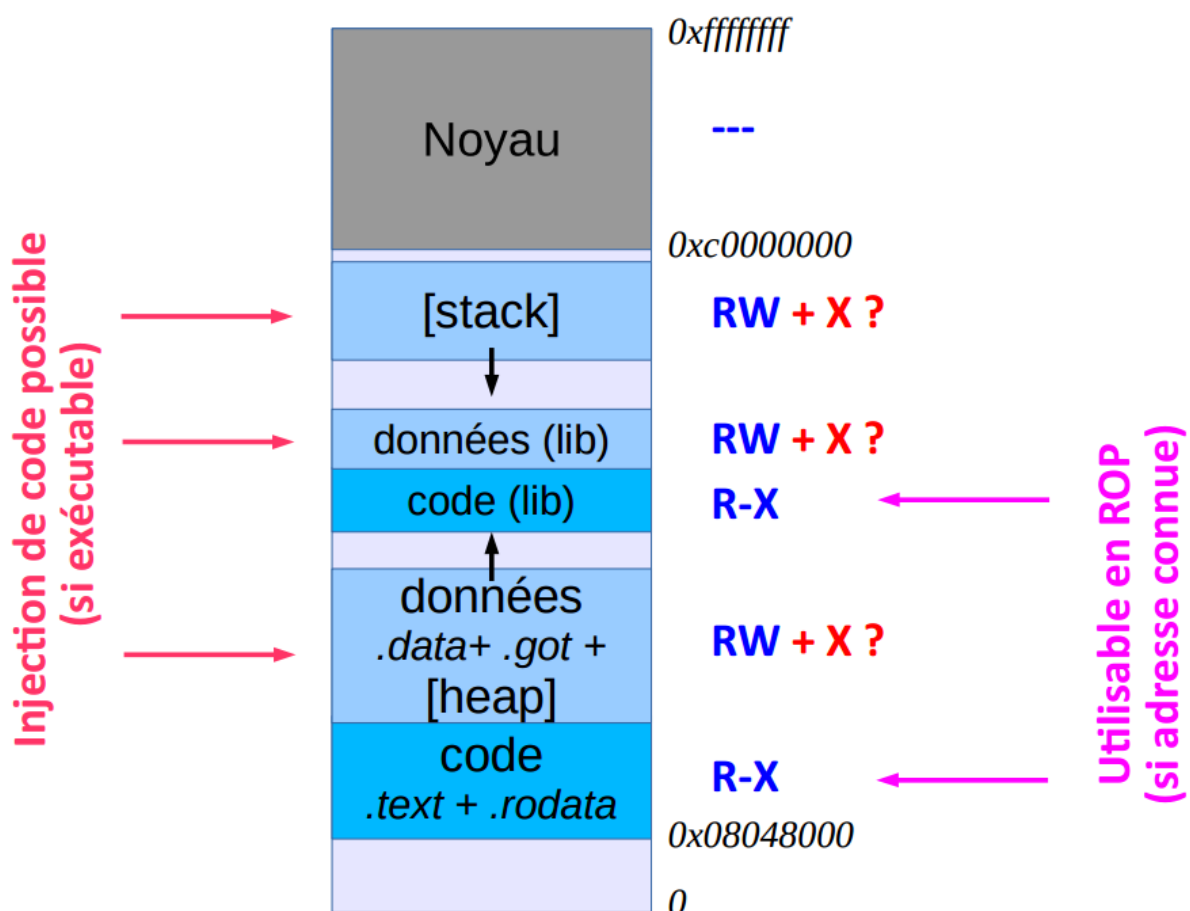 0xffffffff
Noyau
---
0xc0000000
[stack]
RW + X ?
données (lib)
RW + X ?
code (lib)
R-X
données
.data+ .got +
[heap]
RW + X ?
code
.text + .rodata
R-X
0x08048000
0
Injection de code possible
(si exécutable)
Utilisable en ROP
(si adresse connue)